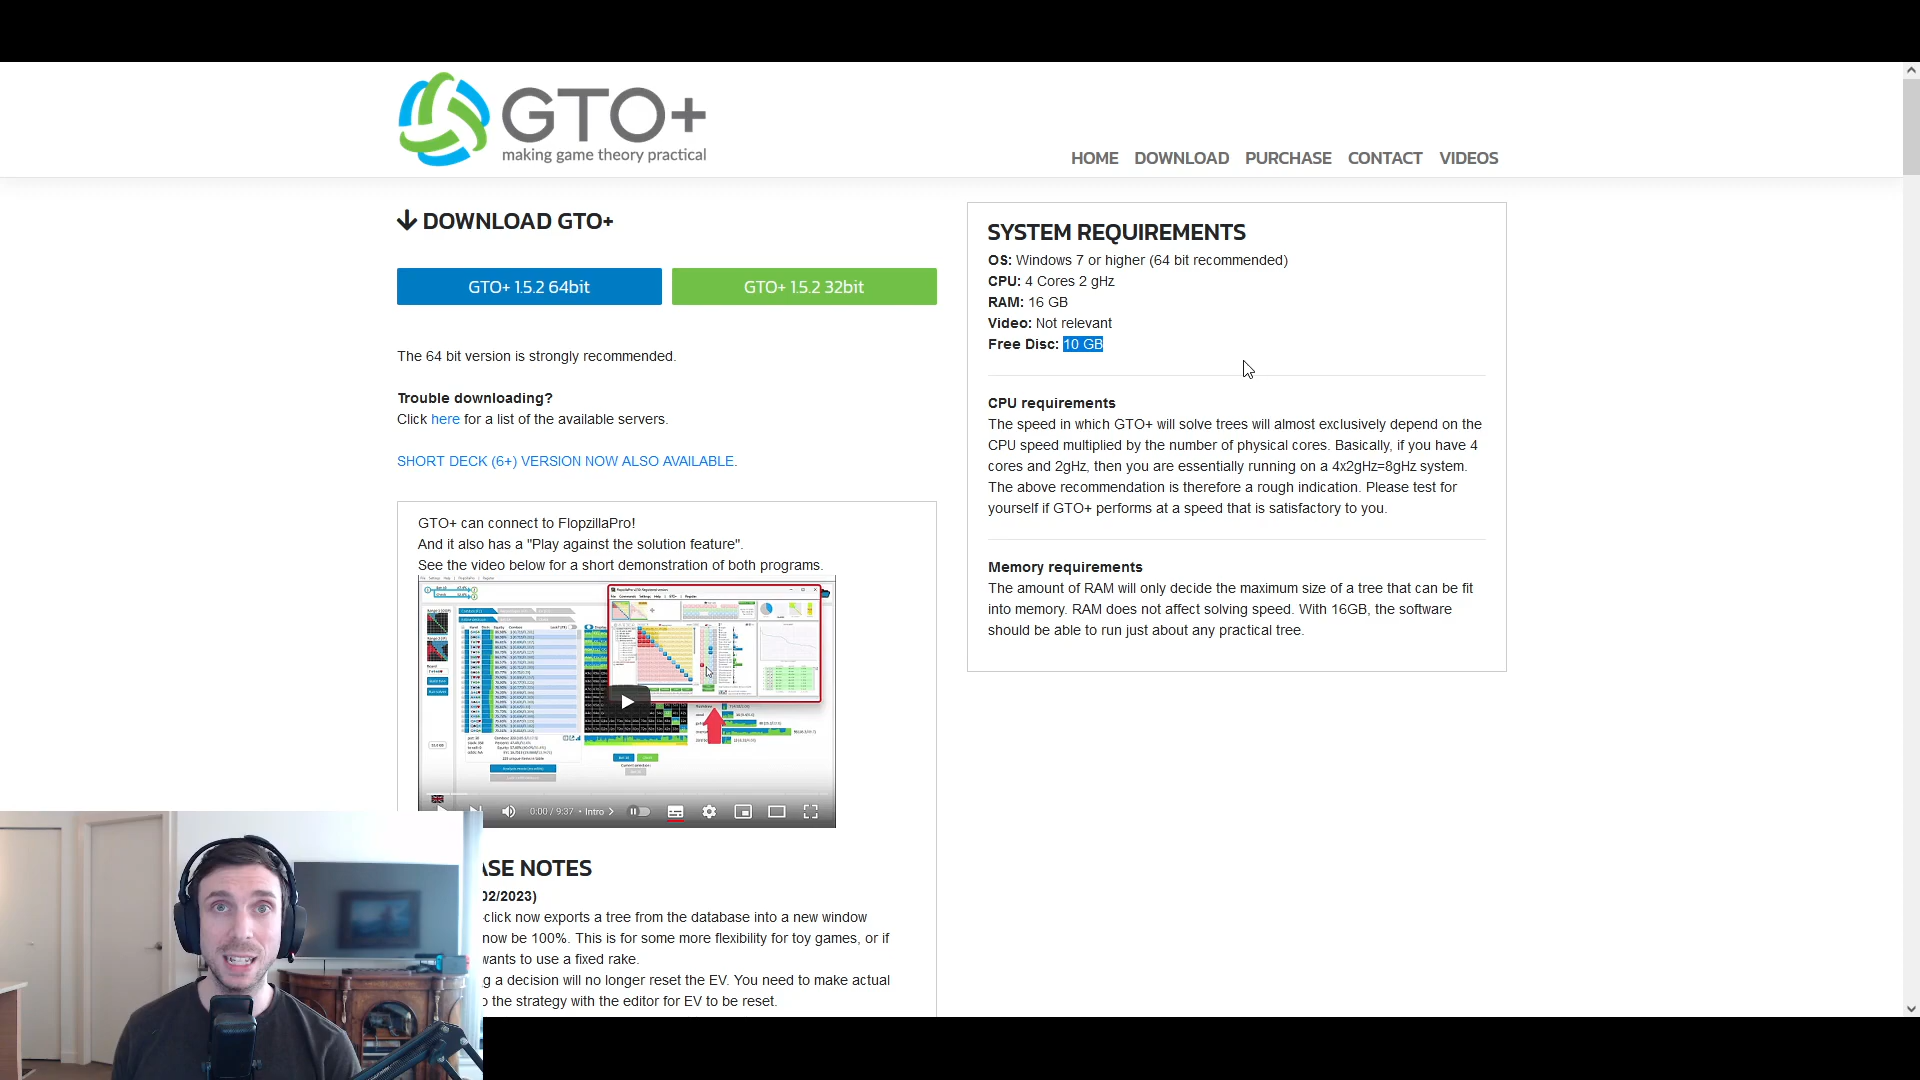 GTO+
making game theory practical
HOME DOWNLOAD PURCHASE CONTACT VIDEOS
DOWNLOAD GTO+
GTO+ 1.5.2 64bit
GTO+ 1.5.2 32bit
The 64 bit version is strongly recommended.
Trouble downloading?
Click here for a list of the available servers.
SHORT DECK (6+) VERSION NOW ALSO AVAILABLE.
GTO+ can connect to FlopzillaPro!
And it also has a "Play against the solution feature".
See the video below for a short demonstration of both programs.
0:00 / 9:37 • Intro
ASE NOTES
02/2023)
-click now exports a tree from the database into a new window
now be 100%. This is for some more flexibility for toy games, or if
wants to use a fixed rake.
g a decision will no longer reset the EV. You need to make actual
o the strategy with the editor for EV to be reset.
SYSTEM REQUIREMENTS
OS: Windows 7 or higher (64 bit recommended)
CPU: 4 Cores 2 gHz
RAM: 16 GB
Video: Not relevant
Free Disc: 10 GB
CPU requirements
The speed in which GTO+ will solve trees will almost exclusively depend on the
CPU speed multiplied by the number of physical cores. Basically, if you have 4
cores and 2gHz, then you are essentially running on a 4x2gHz=8gHz system.
The above recommendation is therefore a rough indication. Please test for
yourself if GTO+ performs at a speed that is satisfactory to you.
Memory requirements
The amount of RAM will only decide the maximum size of a tree that can be fit
into memory. RAM does not affect solving speed. With 16GB, the software
should be able to run just about any practical tree.